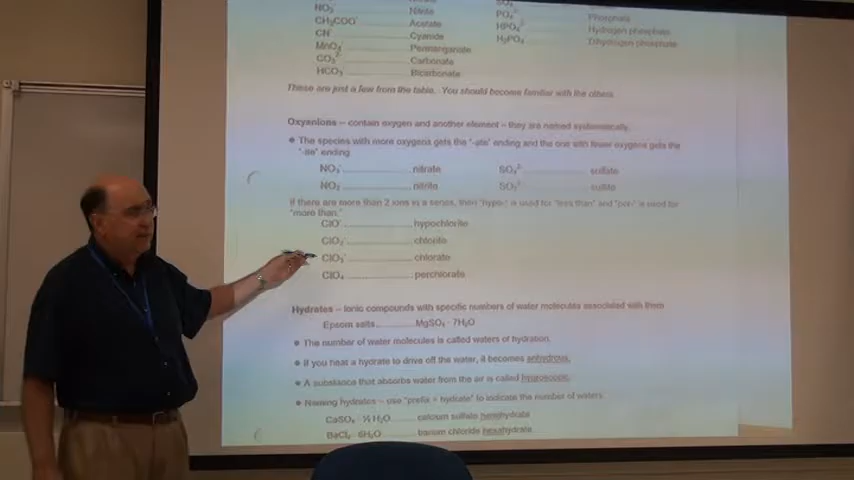 Nitrate
NO₂⁻ Nitrite
PO₄³⁻ Phosphate
CH₃COO⁻ Acetate
HPO₄²⁻ Hydrogen phosphate
CN⁻ Cyanide
H₂PO₄⁻ Dihydrogen phosphate
MnO₄⁻ Permanganate
CO₃²⁻ Carbonate
HCO₃⁻ Bicarbonate
These are just a few from the table. You should become familiar with the others.
Oxyanions – contain oxygen and another element – they are named systematically.
• The species with more oxygens gets the "-ate" ending and the one with fewer oxygens gets the
"-ite" ending
NO₃⁻ nitrate SO₄²⁻ sulfate
NO₂⁻ nitrite SO₃²⁻ sulfite
If there are more than 2 ions in a series, then "hypo-" is used for "less than" and "per-" is used for
"more than."
ClO⁻ hypochlorite
ClO₂⁻ chlorite
ClO₃⁻ chlorate
ClO₄⁻ perchlorate
Hydrates – Ionic compounds with specific numbers of water molecules associated with them
Epsom salts MgSO₄ · 7H₂O
• The number of water molecules is called waters of hydration.
• If you heat a hydrate to drive off the water, it becomes anhydrous.
• A substance that absorbs water from the air is called hygroscopic.
• Naming hydrates – use "prefix + hydrate" to indicate the number of waters
CaSO₄ · ½ H₂O calcium sulfate hemihydrate
BaCl₂ · 6H₂O barium chloride hexahydrate